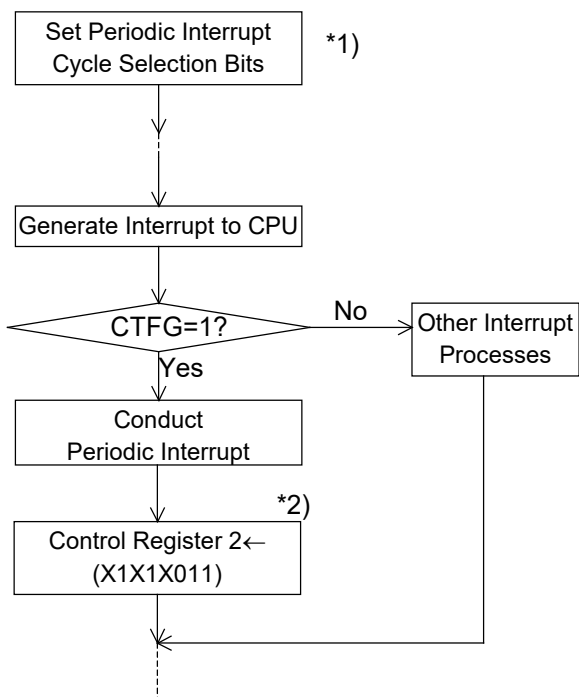 Set Periodic Interrupt
Cycle Selection Bits
*1)
Generate Interrupt to CPU
CTFG=1?
No
Other Interrupt
Processes
Yes
Conduct
Periodic Interrupt
*2)
Control Register 2←
(X1X1X011)